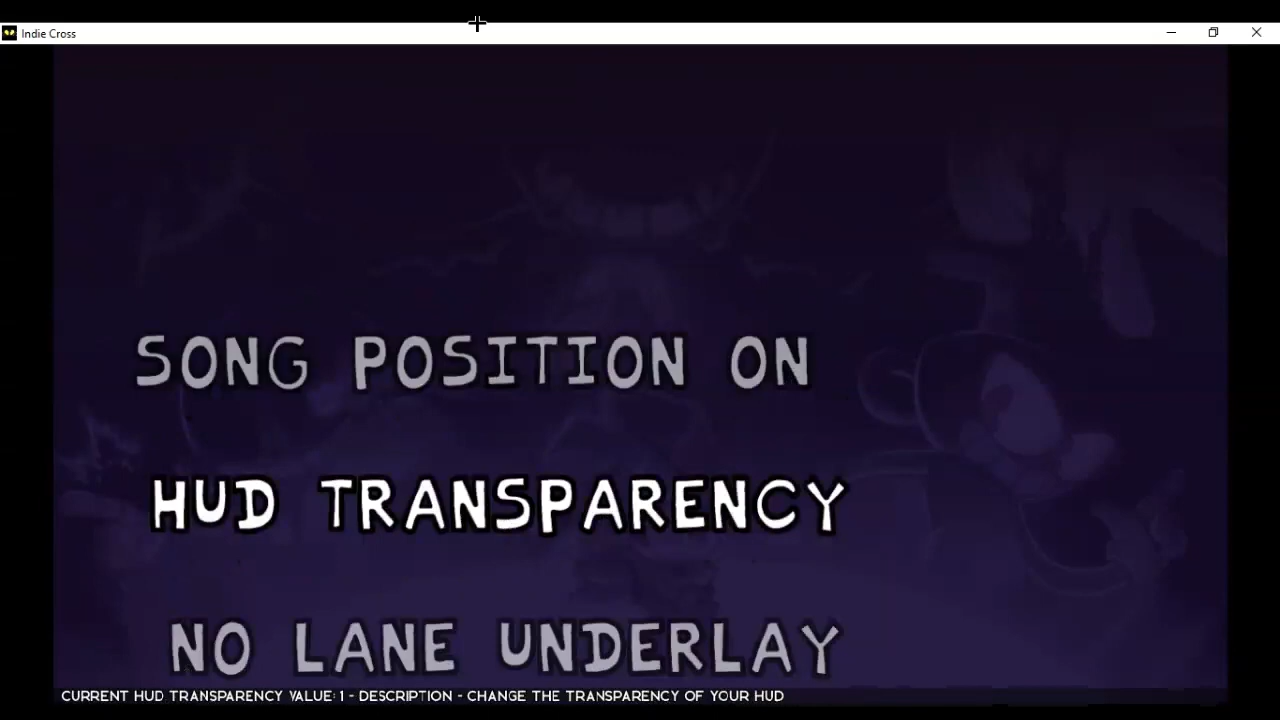 Indie Cross
SONG POSITION ON
HUD TRANSPARENCY
NO LANE UNDERLAY
CURRENT HUD TRANSPARENCY VALUE: 1 - DESCRIPTION - CHANGE THE TRANSPARENCY OF YOUR HUD